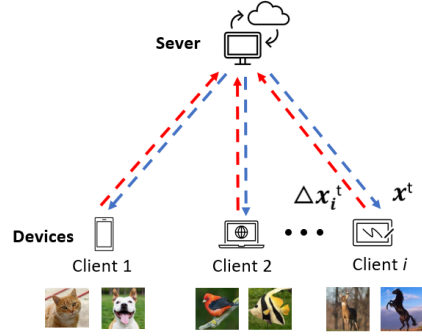 Sever
△x_i^t x^t
Devices
Client 1 Client 2 Client i